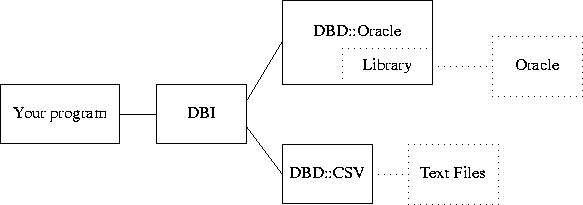 DBD::Oracle
Library
Oracle
Your program
DBI
DBD::CSV
Text Files